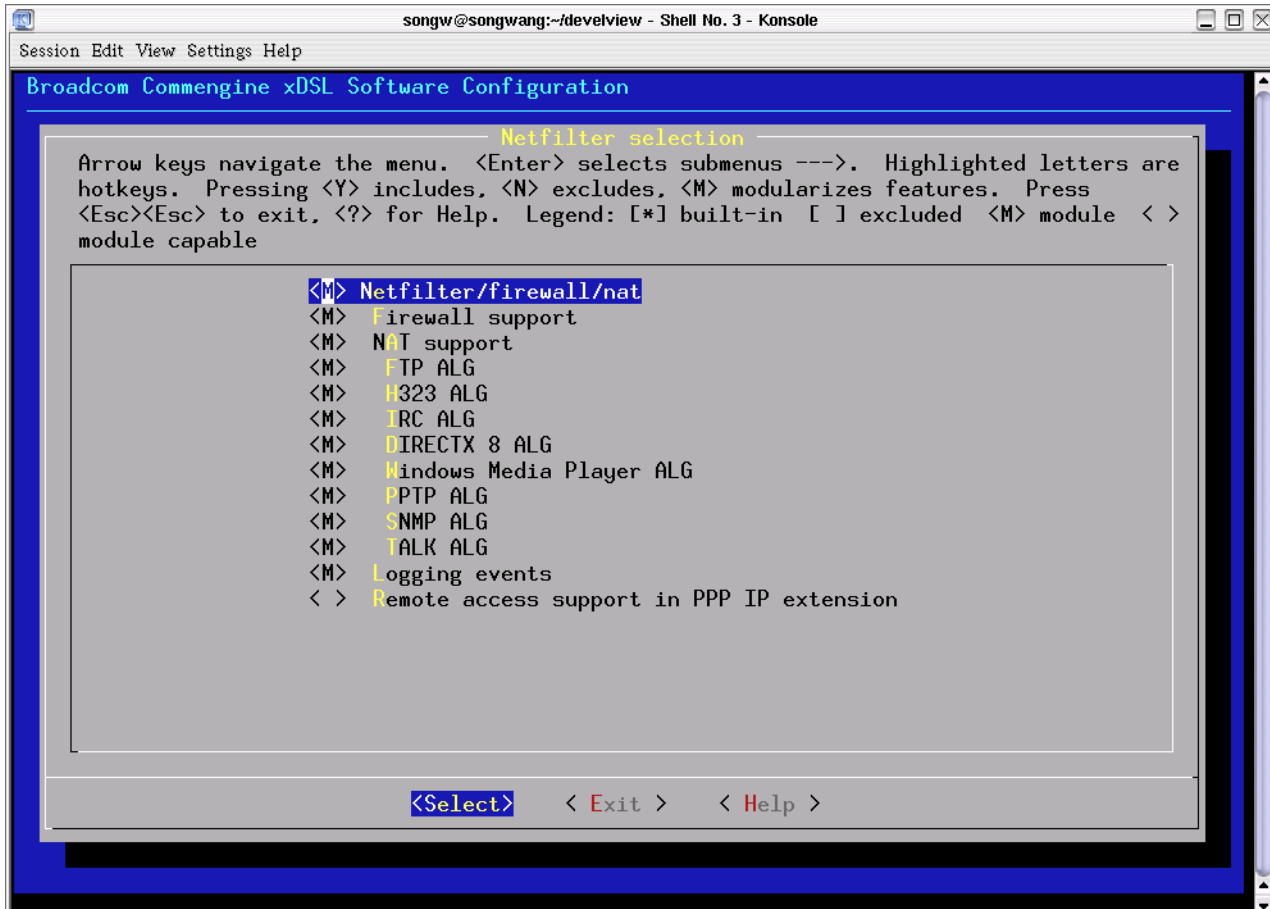 songw@songwang:~/develview - Shell No. 3 - Konsole
Session Edit View Settings Help
Broadcom Commengine xDSL Software Configuration
Netfilter selection
Arrow keys navigate the menu.  <Enter> selects submenus --->.  Highlighted letters are
hotkeys.  Pressing <Y> includes, <N> excludes, <M> modularizes features.  Press
<Esc><Esc> to exit, <?> for Help.  Legend: [*] built-in  [ ] excluded  <M> module  < >
module capable
<M> Netfilter/firewall/nat
<M>  Firewall support
<M>  NAT support
<M>   FTP ALG
<M>   H323 ALG
<M>   IRC ALG
<M>   DIRECTX 8 ALG
<M>   Windows Media Player ALG
<M>   PPTP ALG
<M>   SNMP ALG
<M>   TALK ALG
<M>  Logging events
< >  Remote access support in PPP IP extension
<Select>    < Exit >    < Help >